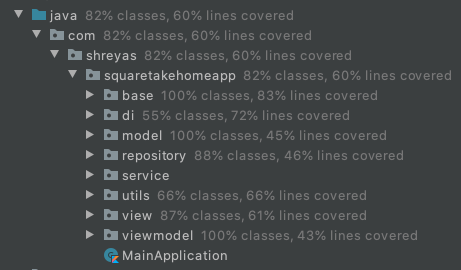 java 82% classes, 60% lines covered
com 82% classes, 60% lines covered
shreyas 82% classes, 60% lines covered
squaretakehomeapp 82% classes, 60% lines covered
base 100% classes, 83% lines covered
di 55% classes, 72% lines covered
model 100% classes, 45% lines covered
repository 88% classes, 46% lines covered
service
utils 66% classes, 66% lines covered
view 87% classes, 61% lines covered
viewmodel 100% classes, 43% lines covered
MainApplication